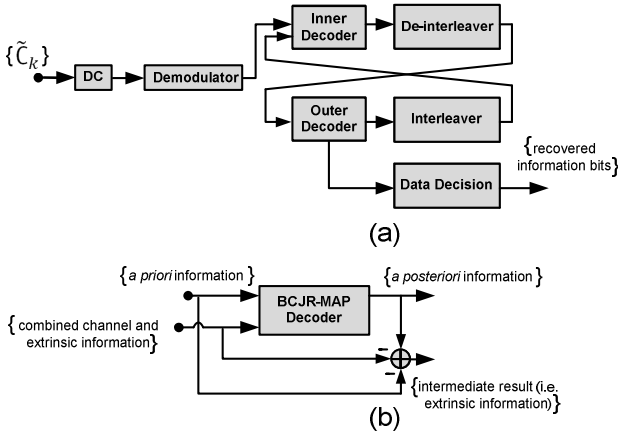 {C̃k}
DC
Demodulator
Inner
Decoder
De-interleaver
Outer
Decoder
Interleaver
Data Decision
{recovered
information bits}
(a)
{a priori information}
BCJR-MAP
Decoder
{a posteriori information}
{combined channel and
extrinsic information}
{intermediate result (i.e.
extrinsic information)}
(b)